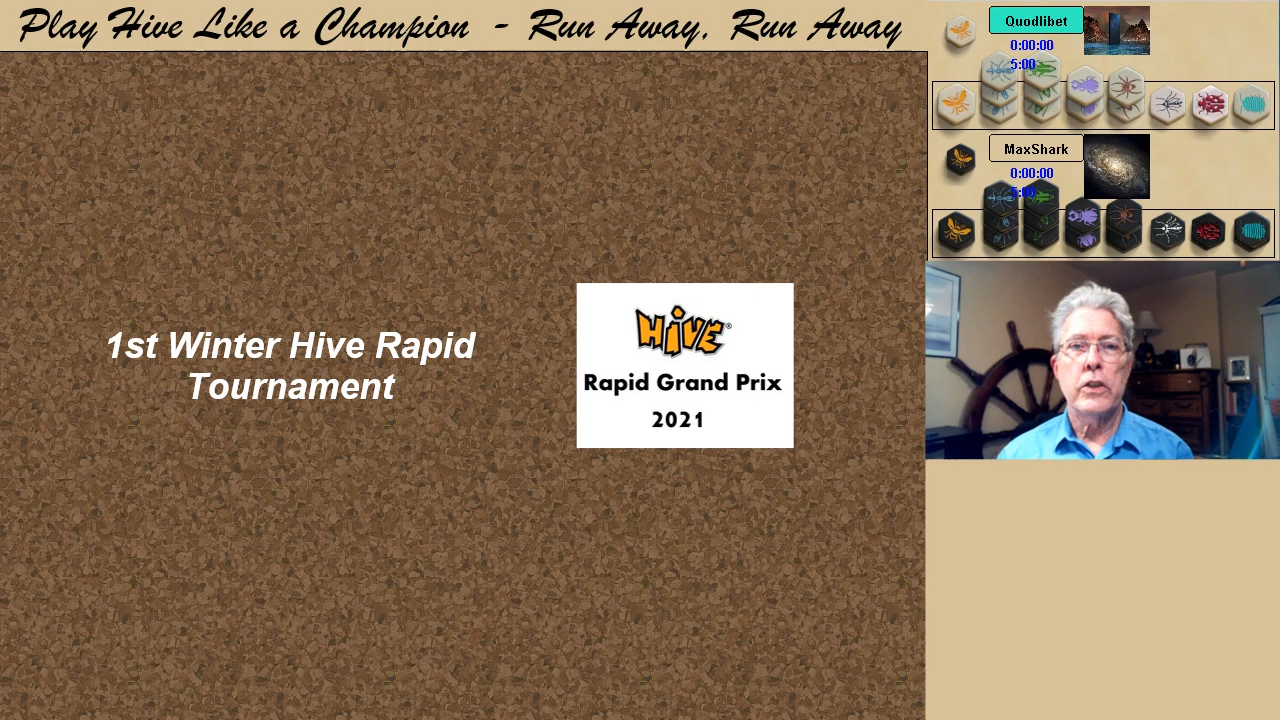 Play Hive Like a Champion - Run Away, Run Away
Quodlibet
0:00:00
5:00
MaxShark
0:00:00
5:00
1st Winter Hive Rapid
Tournament
HIVE®
Rapid Grand Prix
2021